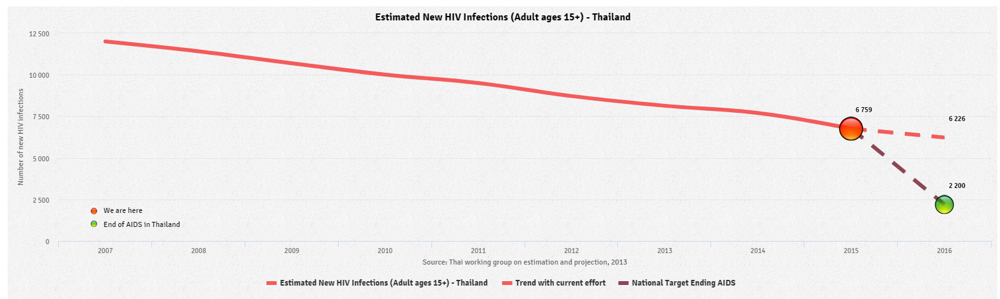 Estimated New HIV Infections (Adult ages 15+) - Thailand
Number of new HIV infections
12 500
10 000
7 500
5 000
2 500
0
6 759
6 226
2 200
We are here
End of AIDS in Thailand
2007 2008 2009 2010 2011 2012 2013 2014 2015 2016
Source: Thai working group on estimation and projection, 2013
Estimated New HIV Infections (Adult ages 15+) - Thailand Trend with current effort National Target Ending AIDS